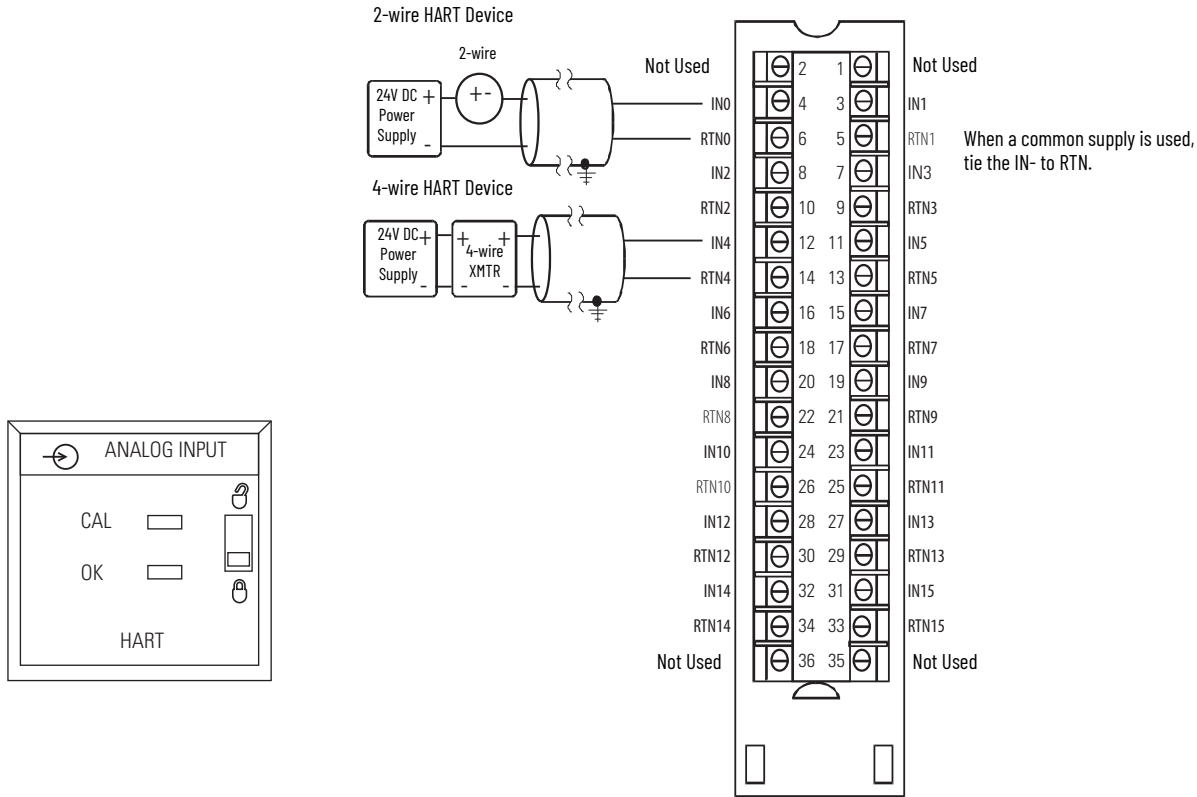 2-wire HART Device
2-wire
+ -
24V DC +
Power
Supply
-
4-wire HART Device
24V DC +
Power
Supply
-
+ +
4-wire
XMTR
- -
Not Used 2 1 Not Used
IN0 4 3 IN1
RTN0 6 5 RTN1
IN2 8 7 IN3
RTN2 10 9 RTN3
IN4 12 11 IN5
RTN4 14 13 RTN5
IN6 16 15 IN7
RTN6 18 17 RTN7
IN8 20 19 IN9
RTN8 22 21 RTN9
IN10 24 23 IN11
RTN10 26 25 RTN11
IN12 28 27 IN13
RTN12 30 29 RTN13
IN14 32 31 IN15
RTN14 34 33 RTN15
Not Used 36 35 Not Used
When a common supply is used,
tie the IN- to RTN.
ANALOG INPUT
CAL
OK
HART